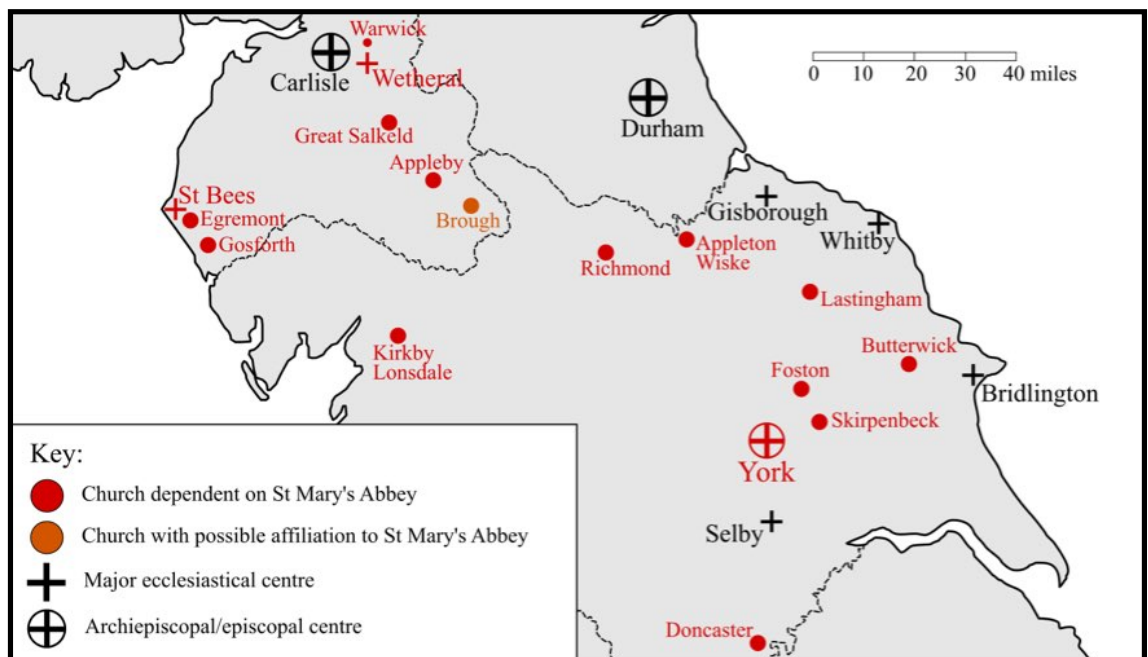 Warwick
Carlisle
Wetheral
0 10 20 30 40 miles
Durham
Great Salkeld
Appleby
St Bees
Egremont
Brough
Gisborough
Whitby
Gosforth
Richmond
Appleton
Wiske
Lastingham
Kirkby
Lonsdale
Butterwick
Foston
Bridlington
Skirpenbeck
York
Selby
Doncaster
Key:
Church dependent on St Mary's Abbey
Church with possible affiliation to St Mary's Abbey
Major ecclesiastical centre
Archiepiscopal/episcopal centre